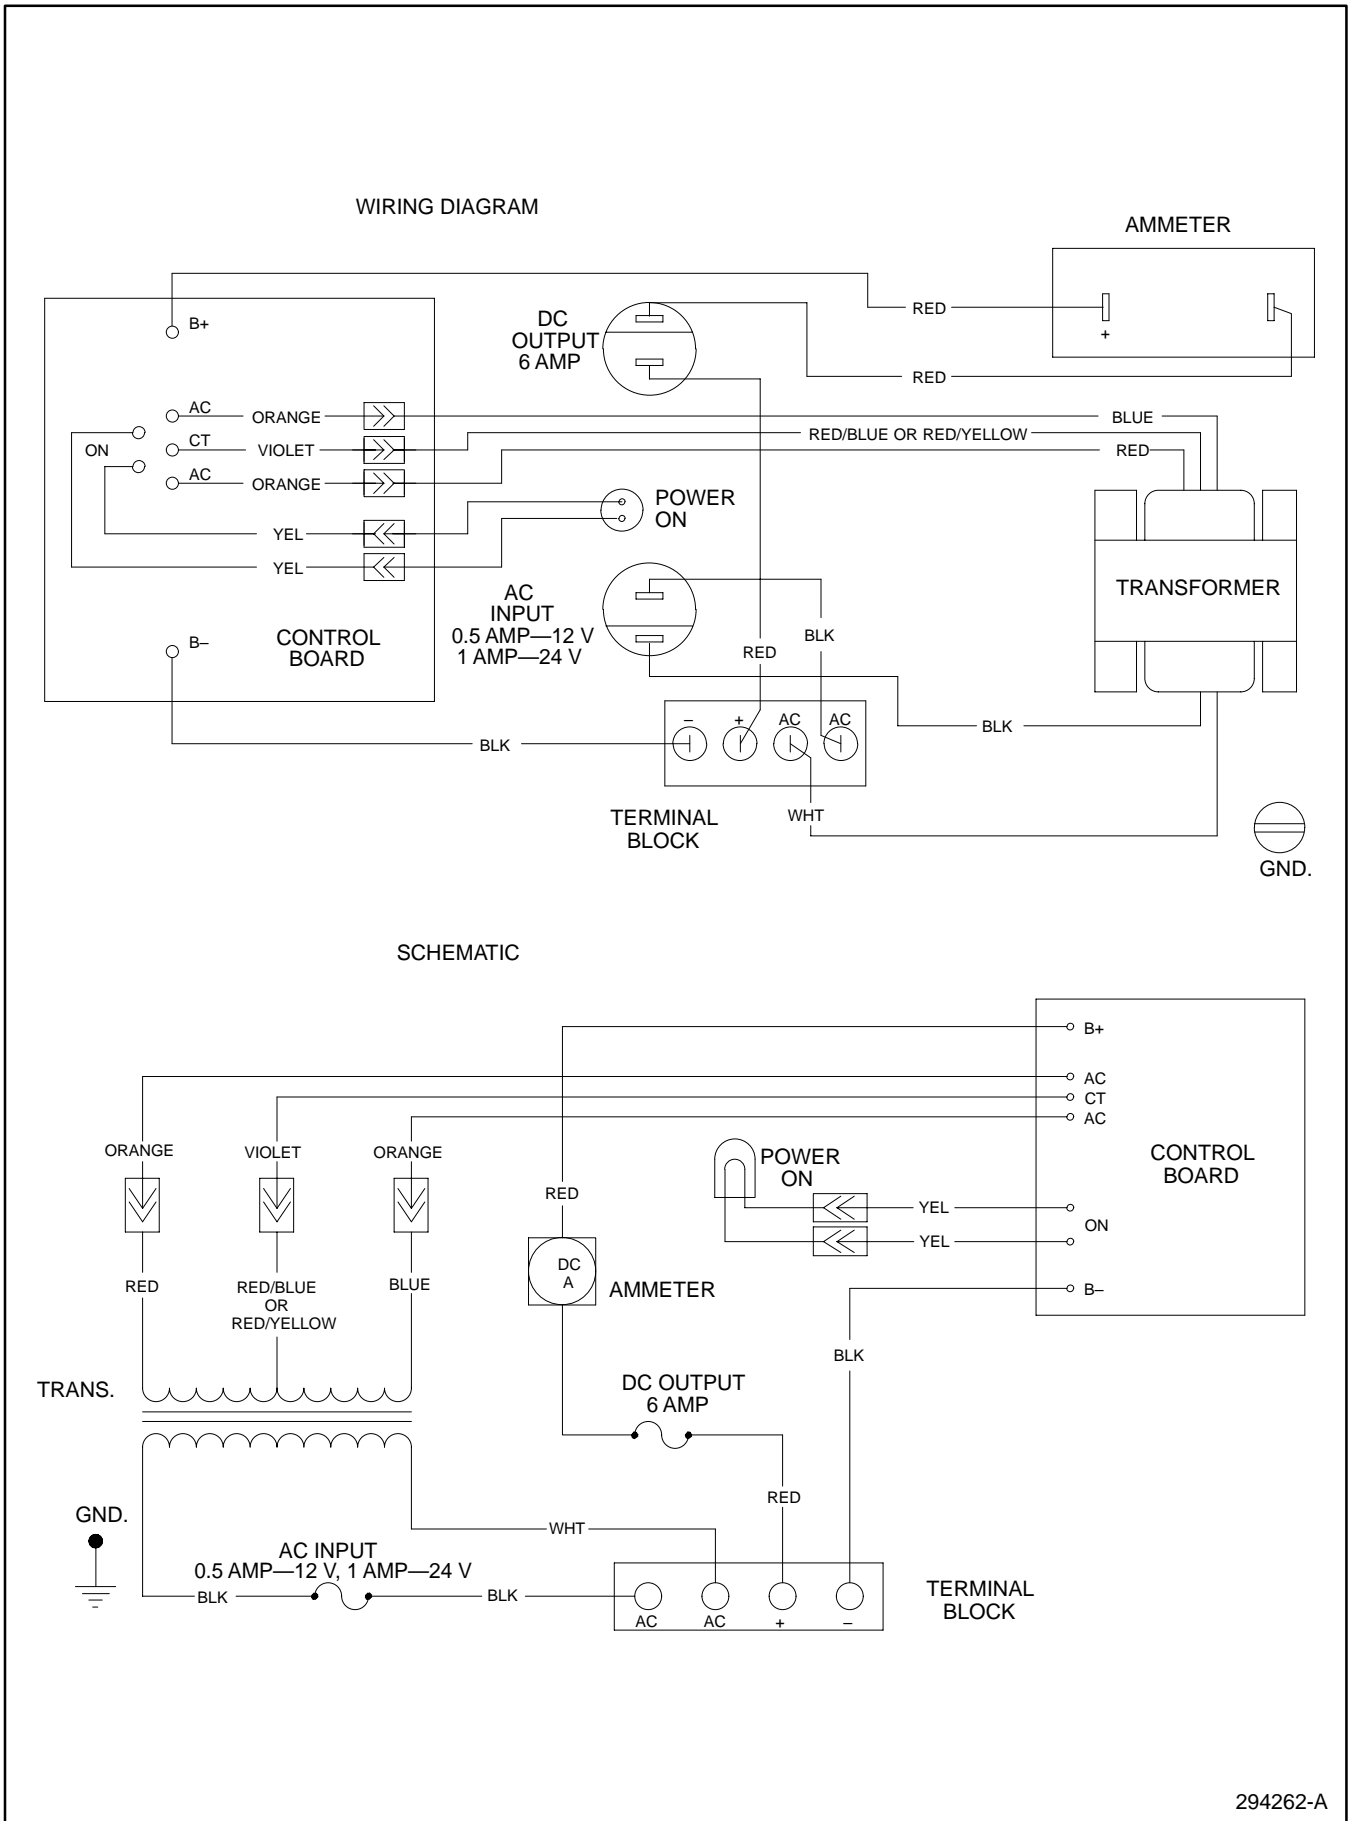 WIRING DIAGRAM
AMMETER
B+
DC
OUTPUT
6 AMP
RED
+
RED
AC
ORANGE
BLUE
ON
CT
VIOLET
RED/BLUE OR RED/YELLOW
AC
ORANGE
RED
YEL
POWER
ON
YEL
TRANSFORMER
AC
INPUT
0.5 AMP—12 V
1 AMP—24 V
B–
CONTROL
BOARD
BLK
RED
– + AC AC
BLK
BLK
TERMINAL
BLOCK
WHT
GND.
SCHEMATIC
B+
AC
CT
AC
ORANGE
VIOLET
ORANGE
POWER
ON
CONTROL
BOARD
RED
YEL
ON
YEL
DC
A
AMMETER
RED
RED/BLUE
OR
RED/YELLOW
BLUE
B–
BLK
TRANS.
DC OUTPUT
6 AMP
RED
GND.
WHT
AC INPUT
0.5 AMP—12 V, 1 AMP—24 V
BLK
BLK
AC AC + –
TERMINAL
BLOCK
294262-A